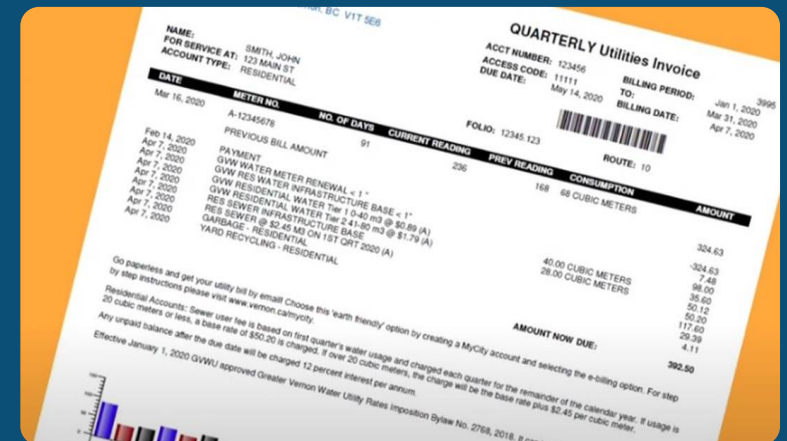 BC V1T 5E6
QUARTERLY Utilities Invoice
NAME: SMITH, JOHN
FOR SERVICE AT: 123 MAIN ST
ACCOUNT TYPE: RESIDENTIAL
ACCT NUMBER: 123456
ACCESS CODE: 11111
DUE DATE: May 14, 2020
3995
BILLING PERIOD: Jan 1, 2020
TO: Mar 31, 2020
BILLING DATE: Apr 7, 2020
FOLIO: 12345.123
ROUTE: 10
DATE METER NO. NO. OF DAYS CURRENT READING PREV READING CONSUMPTION AMOUNT
Mar 16, 2020 A-12345678 91 236 168 68 CUBIC METERS
PREVIOUS BILL AMOUNT 324.63
Feb 14, 2020 PAYMENT -324.63
Apr 7, 2020 GVW WATER METER RENEWAL < 1" 7.48
Apr 7, 2020 GVW RES WATER INFRASTRUCTURE BASE < 1" 98.00
Apr 7, 2020 GVW RESIDENTIAL WATER Tier 1 0-40 m3 @ $0.89 (A) 40.00 CUBIC METERS 35.60
Apr 7, 2020 GVW RESIDENTIAL WATER Tier 2 41-80 m3 @ $1.79 (A) 28.00 CUBIC METERS 50.12
Apr 7, 2020 RES SEWER INFRASTRUCTURE BASE 50.20
Apr 7, 2020 RES SEWER @ $2.45 M3 ON 1ST QRT 2020 (A) 117.60
Apr 7, 2020 GARBAGE - RESIDENTIAL 29.39
Apr 7, 2020 YARD RECYCLING - RESIDENTIAL 4.11
AMOUNT NOW DUE: 392.50
Go paperless and get your utility bill by email! Choose this 'earth friendly' option by creating a MyCity account and selecting the e-billing option. For step
by step instructions please visit www.vernon.ca/mycity.
Residential Accounts: Sewer user fee is based on first quarter's water usage and charged each quarter for the remainder of the calendar year. If usage is
20 cubic meters or less, a base rate of $50.20 is charged. If over 20 cubic meters, the charge will be the base rate plus $2.45 per cubic meter.
Any unpaid balance after the due date will be charged 12 percent interest per annum.
Effective January 1, 2020 GVWU approved Greater Vernon Water Utility Rates Imposition Bylaw No. 2768, 2018.